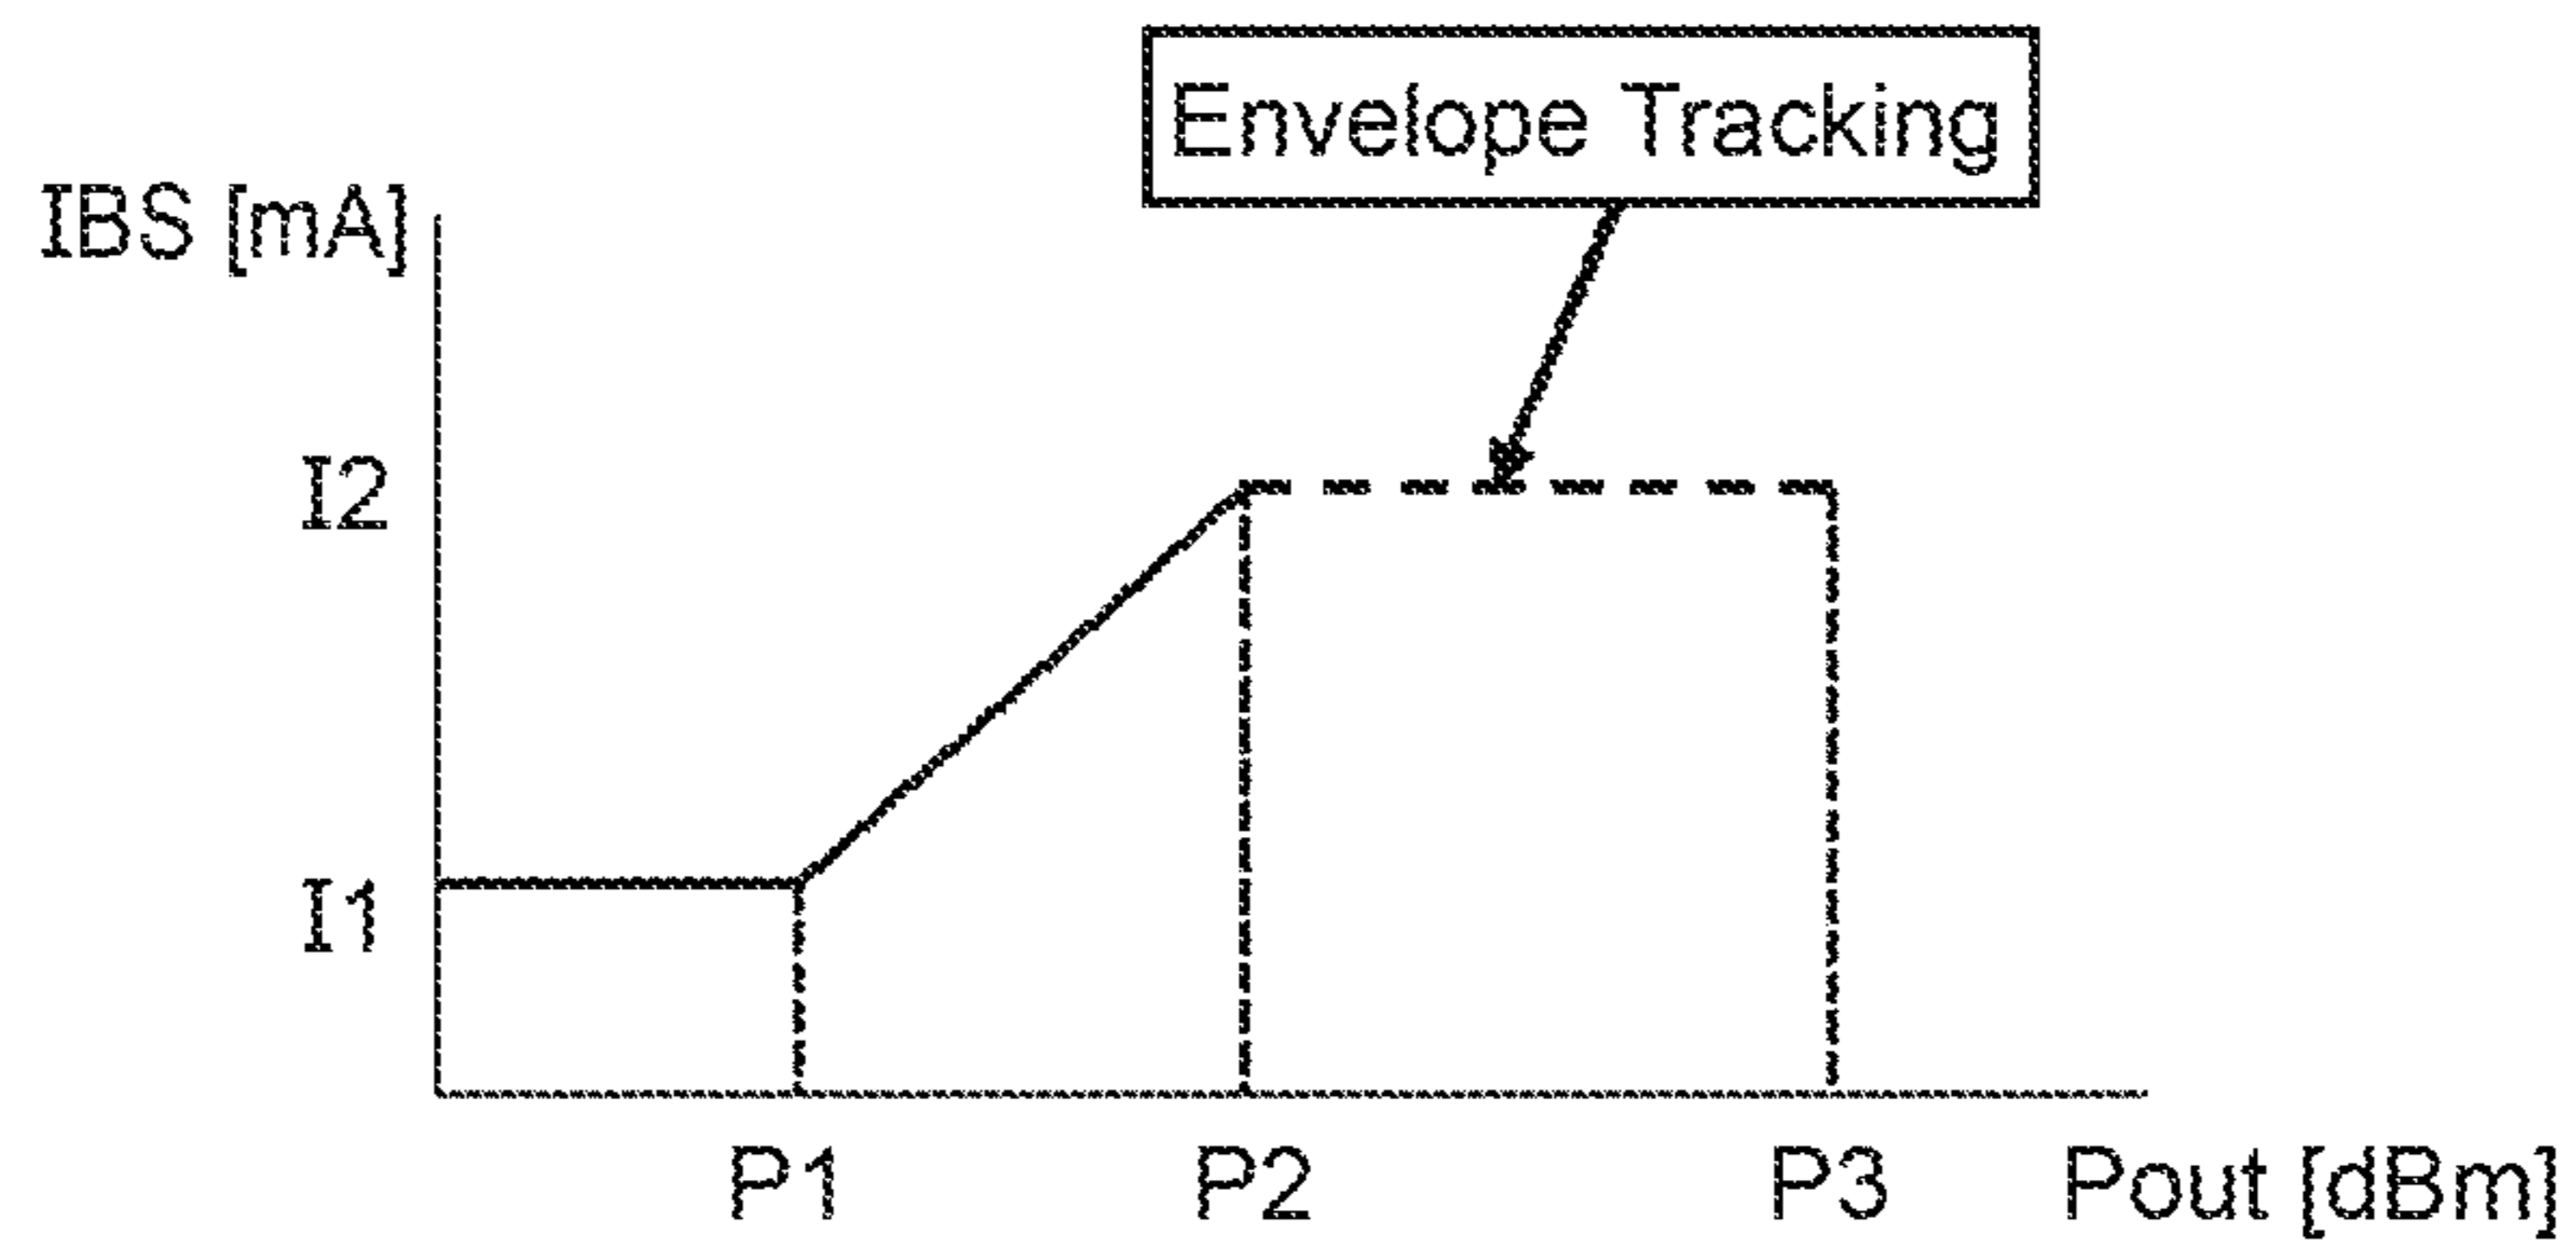 Envelope Tracking
IBS [mA]
I2
I1
P1
P2
P3
Pout [dBm]